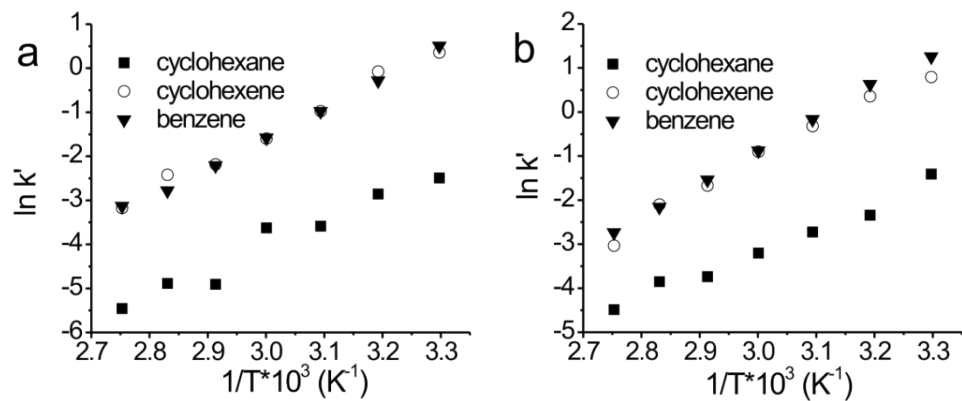 a
1
0
-1
-2
-3
-4
-5
-6
ln k'
cyclohexane
cyclohexene
benzene
2.7 2.8 2.9 3.0 3.1 3.2 3.3
1/T*10³ (K⁻¹)
b
2
1
0
-1
-2
-3
-4
-5
ln k'
cyclohexane
cyclohexene
benzene
2.7 2.8 2.9 3.0 3.1 3.2 3.3
1/T*10³ (K⁻¹)